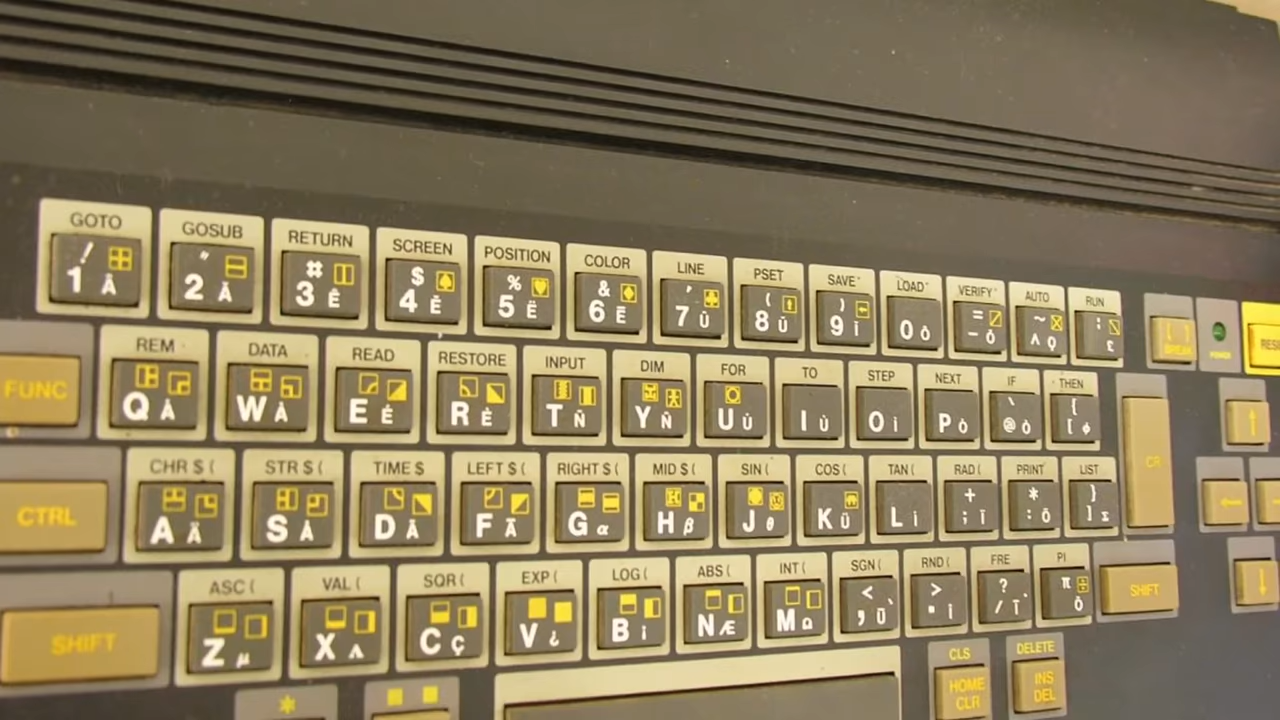 GOTO GOSUB RETURN SCREEN POSITION COLOR LINE PSET SAVE" LOAD" VERIFY" AUTO RUN
! " # $ % & ' ( ) = ~ ;
1 2 3 4 5 6 7 8 9 0 - ^ £
BREAK POWER
REM DATA READ RESTORE INPUT DIM FOR TO STEP NEXT IF THEN
FUNC Q W E R T Y U I O P @ [
CHR $ ( STR $ ( TIME $ LEFT $ ( RIGHT $ ( MID $ ( SIN ( COS ( TAN ( RAD ( PRINT LIST
+ * }
CTRL A S D F G α H β J θ K L ; : ] CR
ASC ( VAL ( SQR ( EXP ( LOG ( ABS ( INT ( SGN ( RND ( FRE PI
< > ? π
SHIFT Z μ X C ç V ¿ B N Æ M Ω , . / SHIFT
CLS DELETE
HOME CLR INS DEL